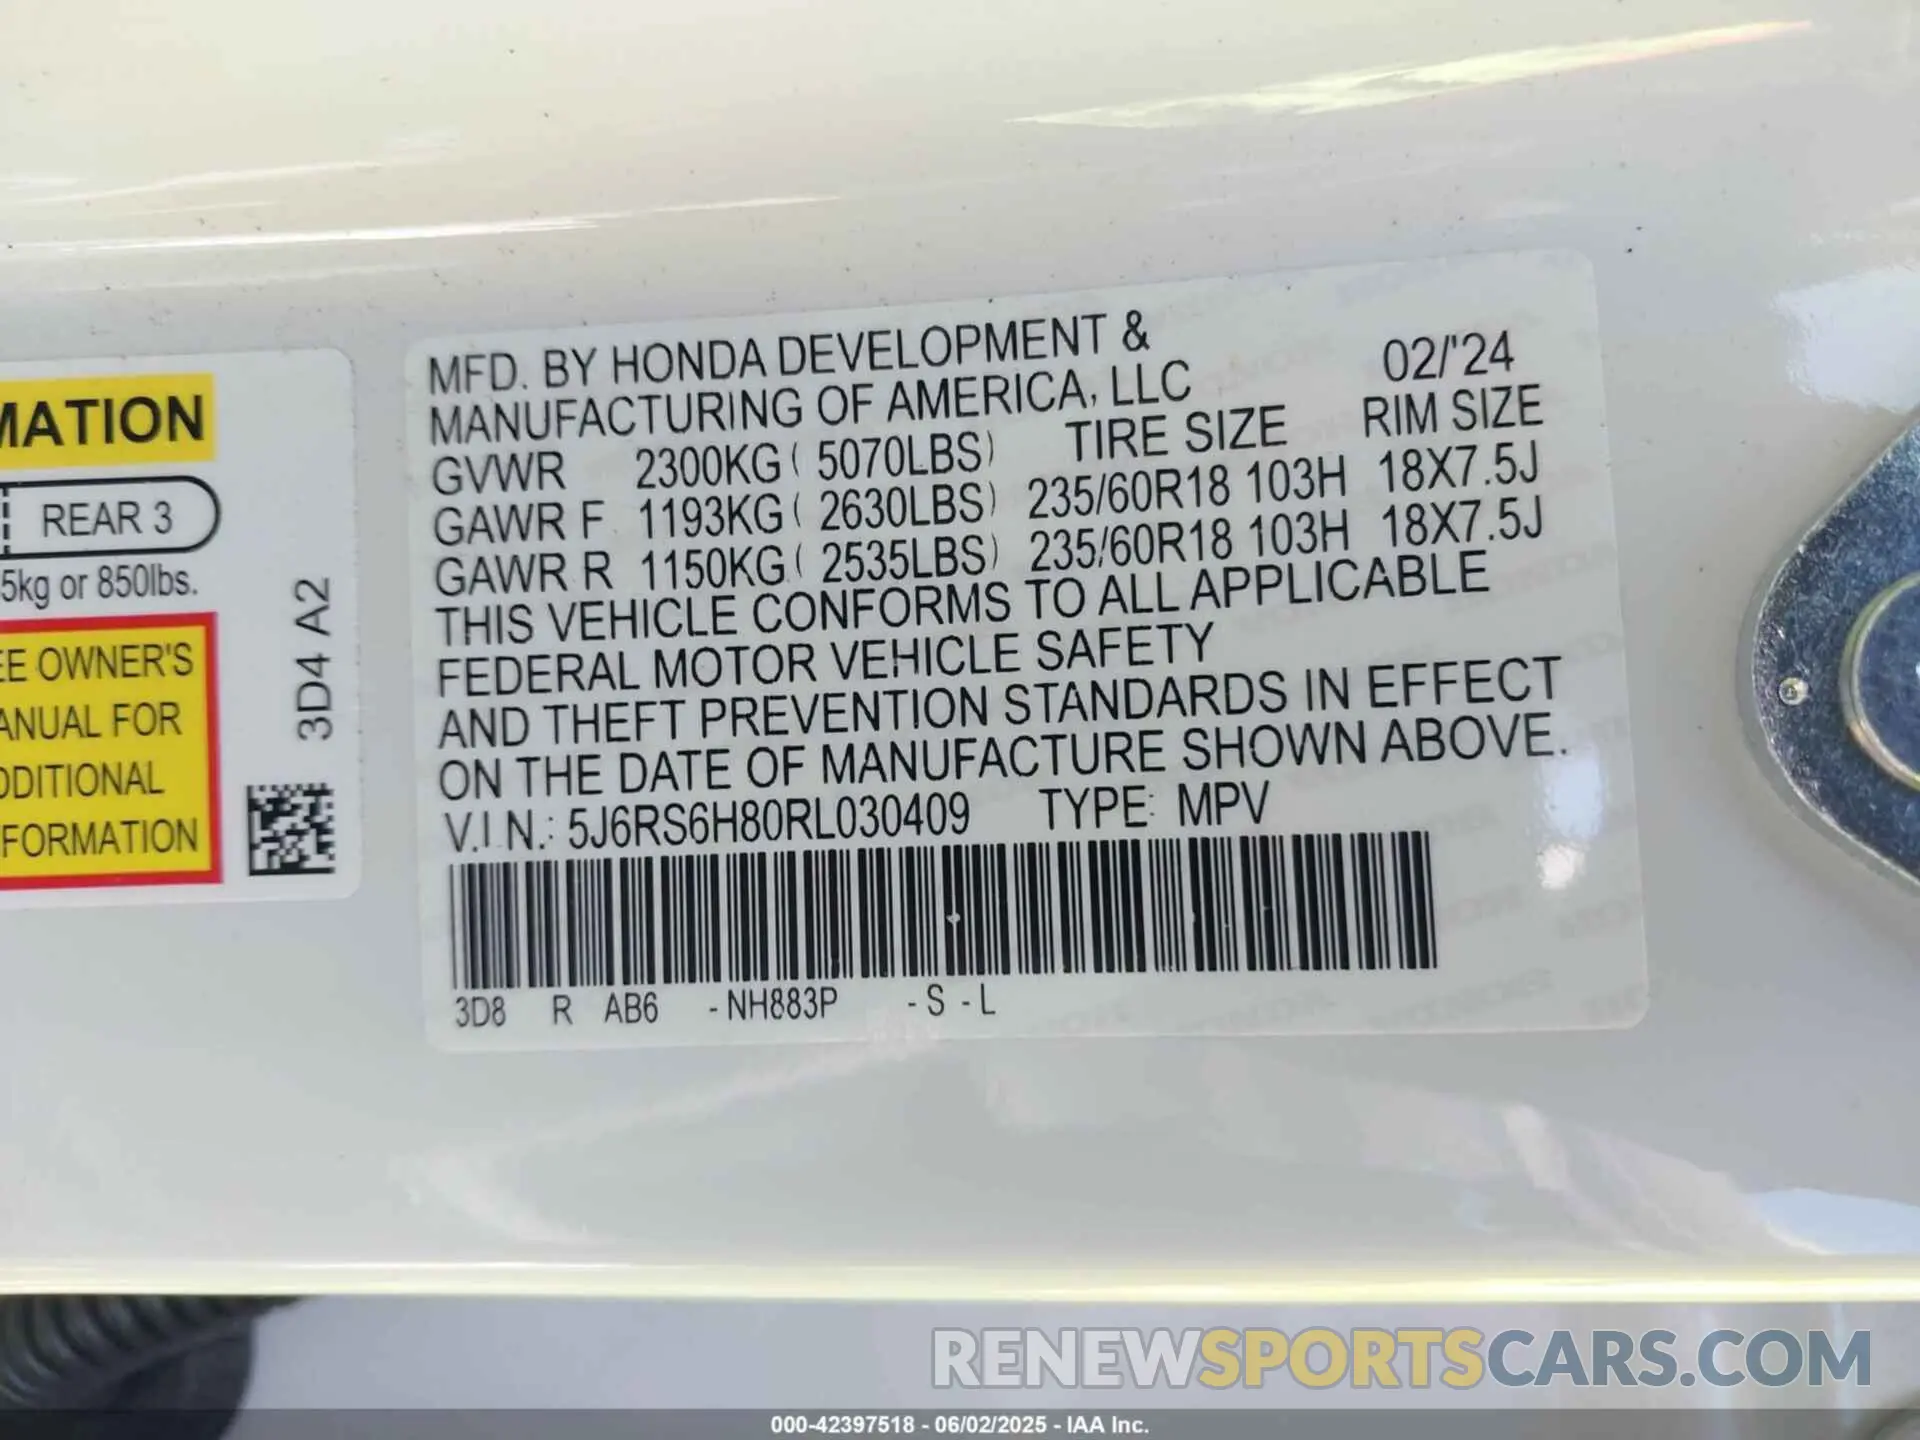 MATION
REAR 3
5kg or 850lbs.
EE OWNER'S
ANUAL FOR
DDITIONAL
FORMATION
3D4 A2
MFD. BY HONDA DEVELOPMENT &
MANUFACTURING OF AMERICA, LLC 02/'24
GVWR 2300KG ( 5070LBS) TIRE SIZE RIM SIZE
GAWR F 1193KG ( 2630LBS) 235/60R18 103H 18X7.5J
GAWR R 1150KG ( 2535LBS) 235/60R18 103H 18X7.5J
THIS VEHICLE CONFORMS TO ALL APPLICABLE
FEDERAL MOTOR VEHICLE SAFETY
AND THEFT PREVENTION STANDARDS IN EFFECT
ON THE DATE OF MANUFACTURE SHOWN ABOVE.
V.I.N.: 5J6RS6H80RL030409 TYPE: MPV
3D8 R AB6 -NH883P -S -L
RENEWSPORTSCARS.COM
000-42397518 - 06/02/2025 - IAA Inc.